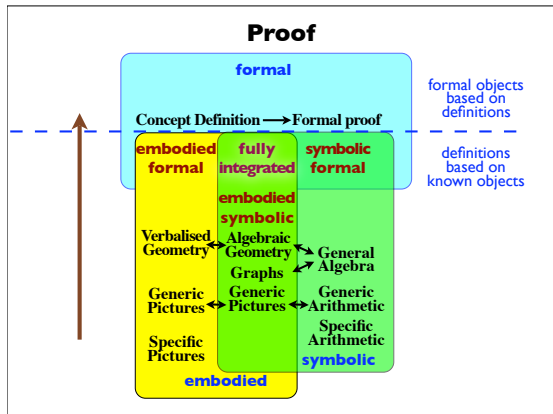 Proof
formal
formal objects
based on
definitions
Concept Definition → Formal proof
embodied fully symbolic
formal integrated formal
definitions
based on
known objects
embodied
symbolic
Verbalised Algebraic
Geometry Geometry General
Graphs Algebra
Generic Generic Generic
Pictures Pictures Arithmetic
Specific Specific
Pictures Arithmetic
symbolic
embodied